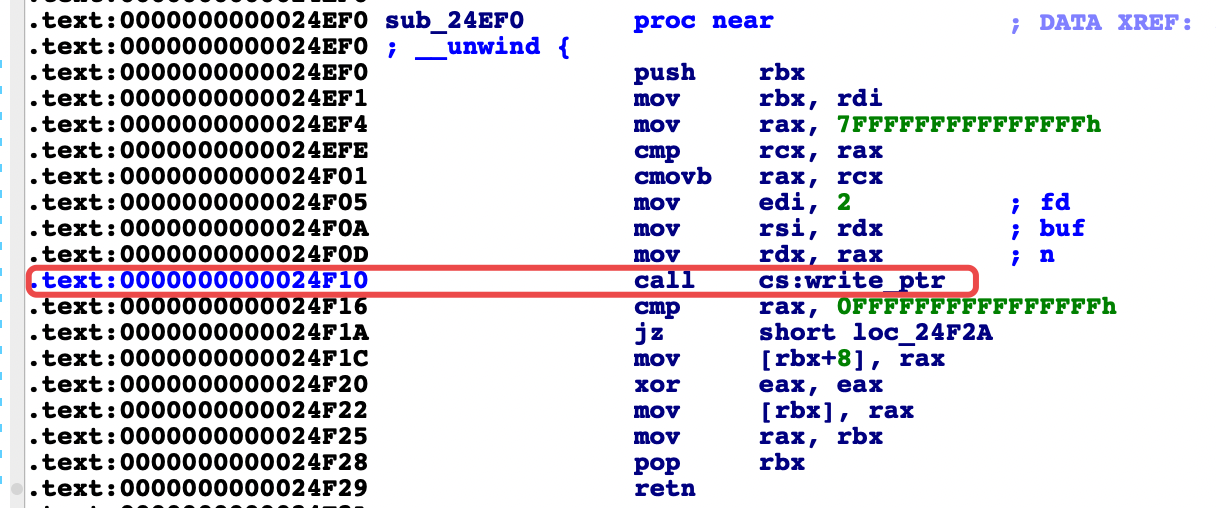 .text:0000000000024EF0 sub_24EF0 proc near ; DATA XREF:
.text:0000000000024EF0 ; __unwind {
.text:0000000000024EF0 push rbx
.text:0000000000024EF1 mov rbx, rdi
.text:0000000000024EF4 mov rax, 7FFFFFFFFFFFFFFFh
.text:0000000000024EFE cmp rcx, rax
.text:0000000000024F01 cmovb rax, rcx
.text:0000000000024F05 mov edi, 2 ; fd
.text:0000000000024F0A mov rsi, rdx ; buf
.text:0000000000024F0D mov rdx, rax ; n
.text:0000000000024F10 call cs:write_ptr
.text:0000000000024F16 cmp rax, 0FFFFFFFFFFFFFFFFh
.text:0000000000024F1A jz short loc_24F2A
.text:0000000000024F1C mov [rbx+8], rax
.text:0000000000024F20 xor eax, eax
.text:0000000000024F22 mov [rbx], rax
.text:0000000000024F25 mov rax, rbx
.text:0000000000024F28 pop rbx
.text:0000000000024F29 retn